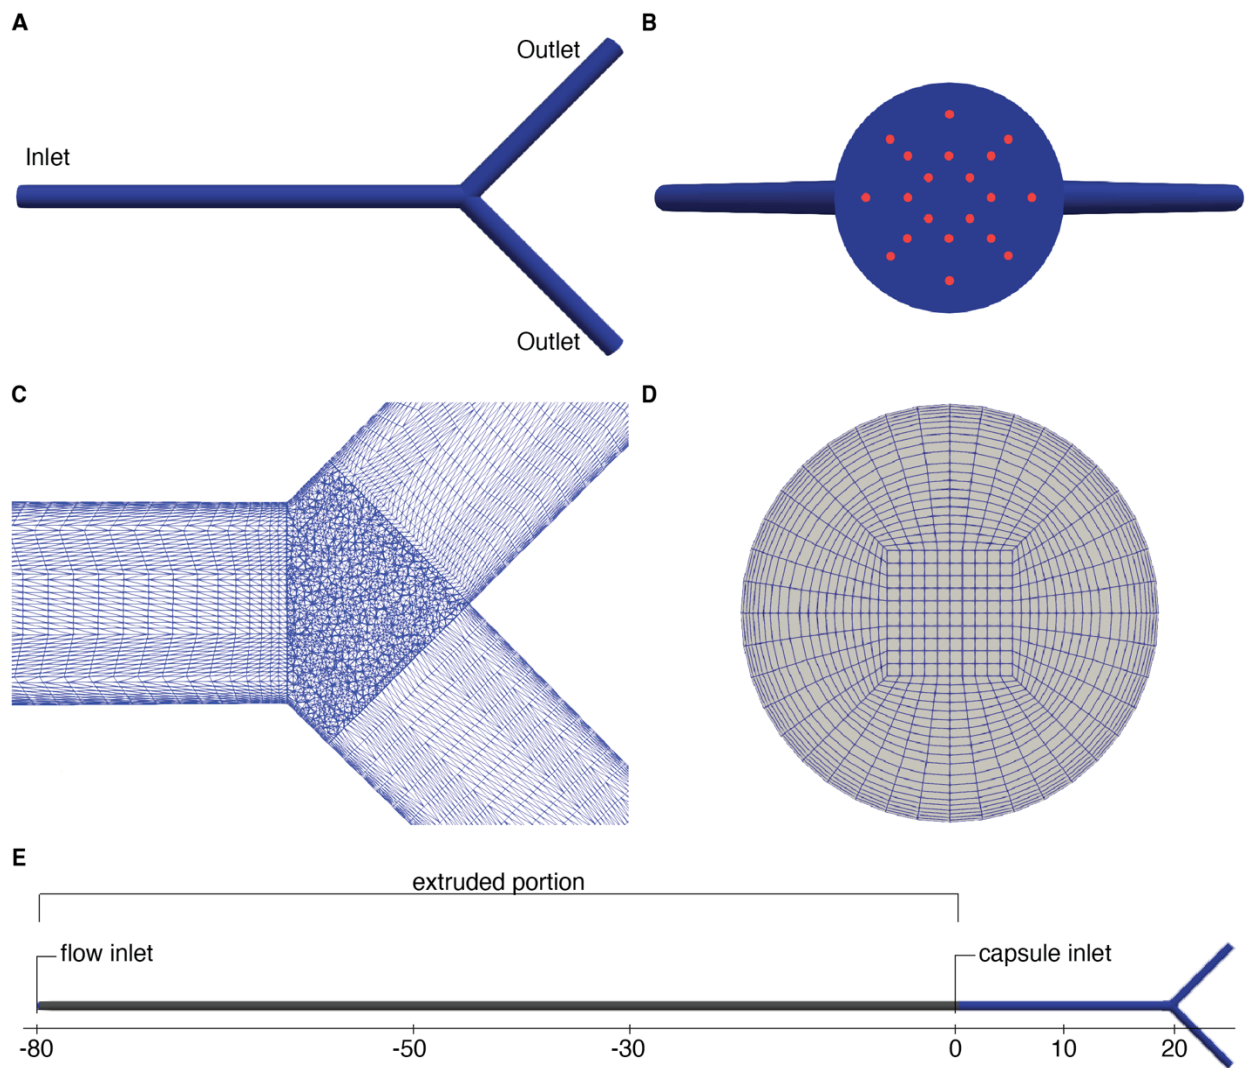 A
B
Outlet
Inlet
Outlet
C
D
E
extruded portion
flow inlet
capsule inlet
-80 -50 -30 0 10 20